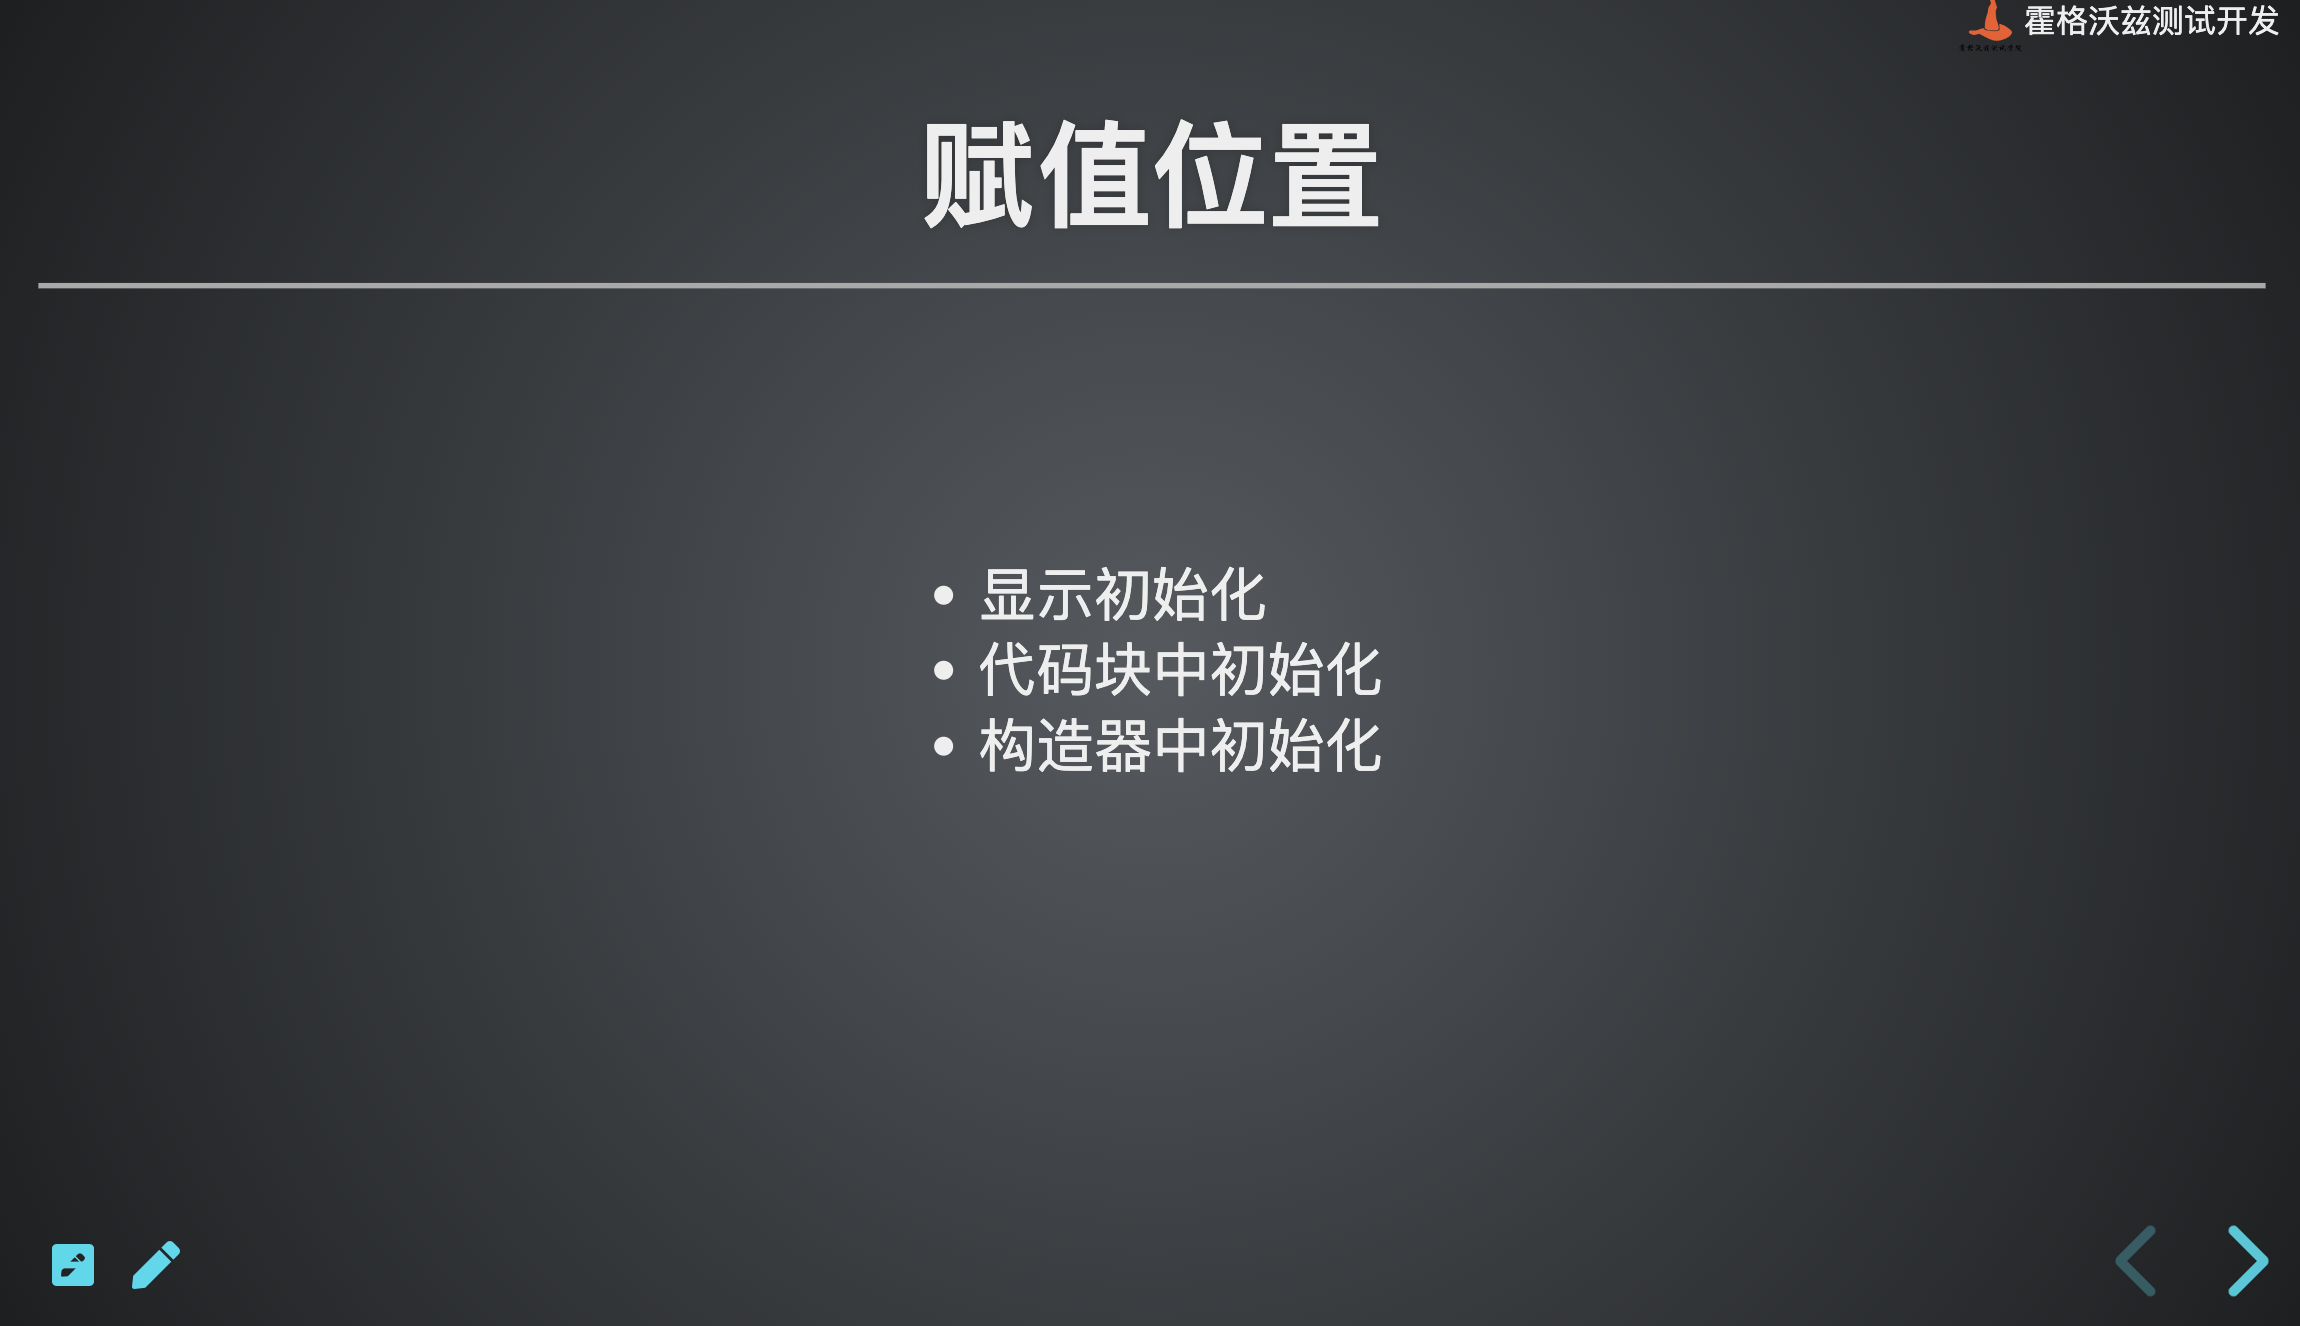 霍格沃兹测试开发
赋值位置
显示初始化
代码块中初始化
构造器中初始化